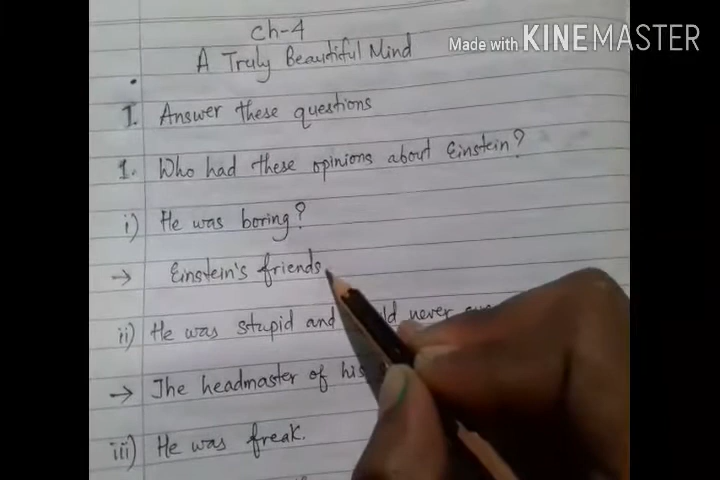 Made with KINEMASTER
Ch-4
A Truly Beautiful Mind
I. Answer these questions
1. Who had these opinions about Einstein?
i) He was boring?
→ Einstein's friends
ii) He was stupid and never
→ The headmaster of his
iii) He was freak.